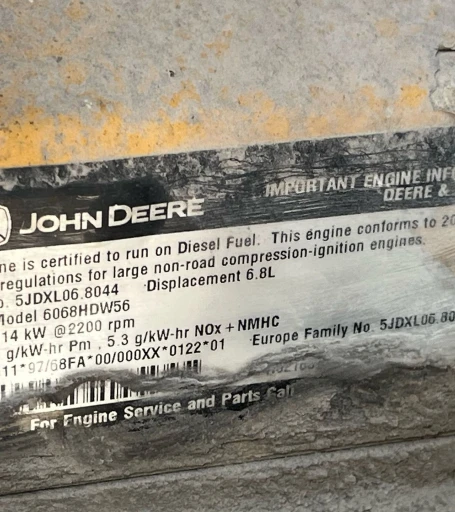 IMPORTANT ENGINE INFO
DEERE &
JOHN DEERE
ne is certified to run on Diesel Fuel. This engine conforms to 20
regulations for large non-road compression-ignition engines.
o. 5JDXL06.8044 Displacement 6.8L
Model 6068HDW56
14 kW @2200 rpm
g/kW-hr Pm , 5.3 g/kW-hr NOx + NMHC
11*97/68FA*00/000XX*0122*01 Europe Family No. 5JDXL06.80
For Engine Service and Parts Call